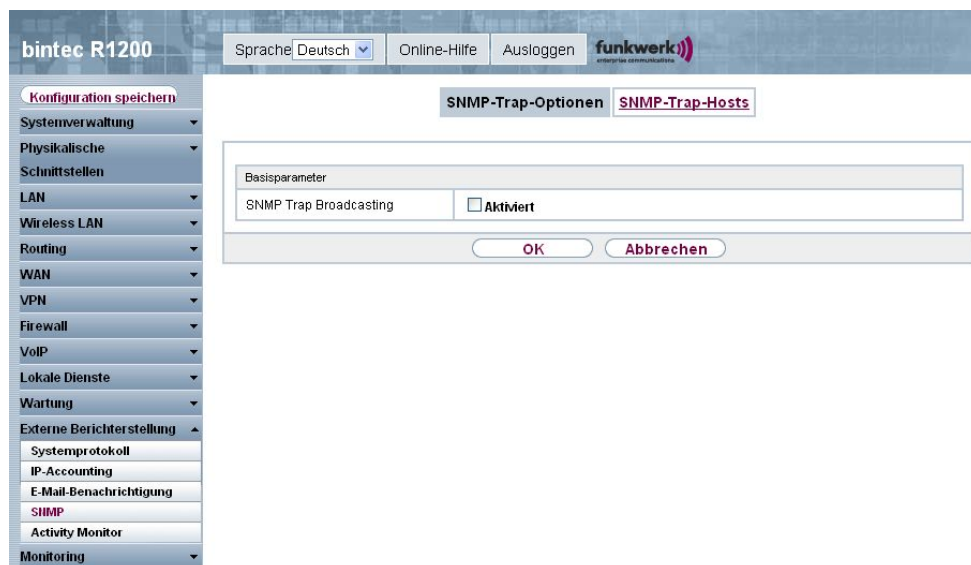 bintec R1200
Sprache Deutsch Online-Hilfe Ausloggen funkwerk
enterprise communications
Konfiguration speichern
Systemverwaltung
Physikalische
Schnittstellen
LAN
Wireless LAN
Routing
WAN
VPN
Firewall
VoIP
Lokale Dienste
Wartung
Externe Berichterstellung
Systemprotokoll
IP-Accounting
E-Mail-Benachrichtigung
SNMP
Activity Monitor
Monitoring
SNMP-Trap-Optionen SNMP-Trap-Hosts
Basisparameter
SNMP Trap Broadcasting Aktiviert
OK Abbrechen